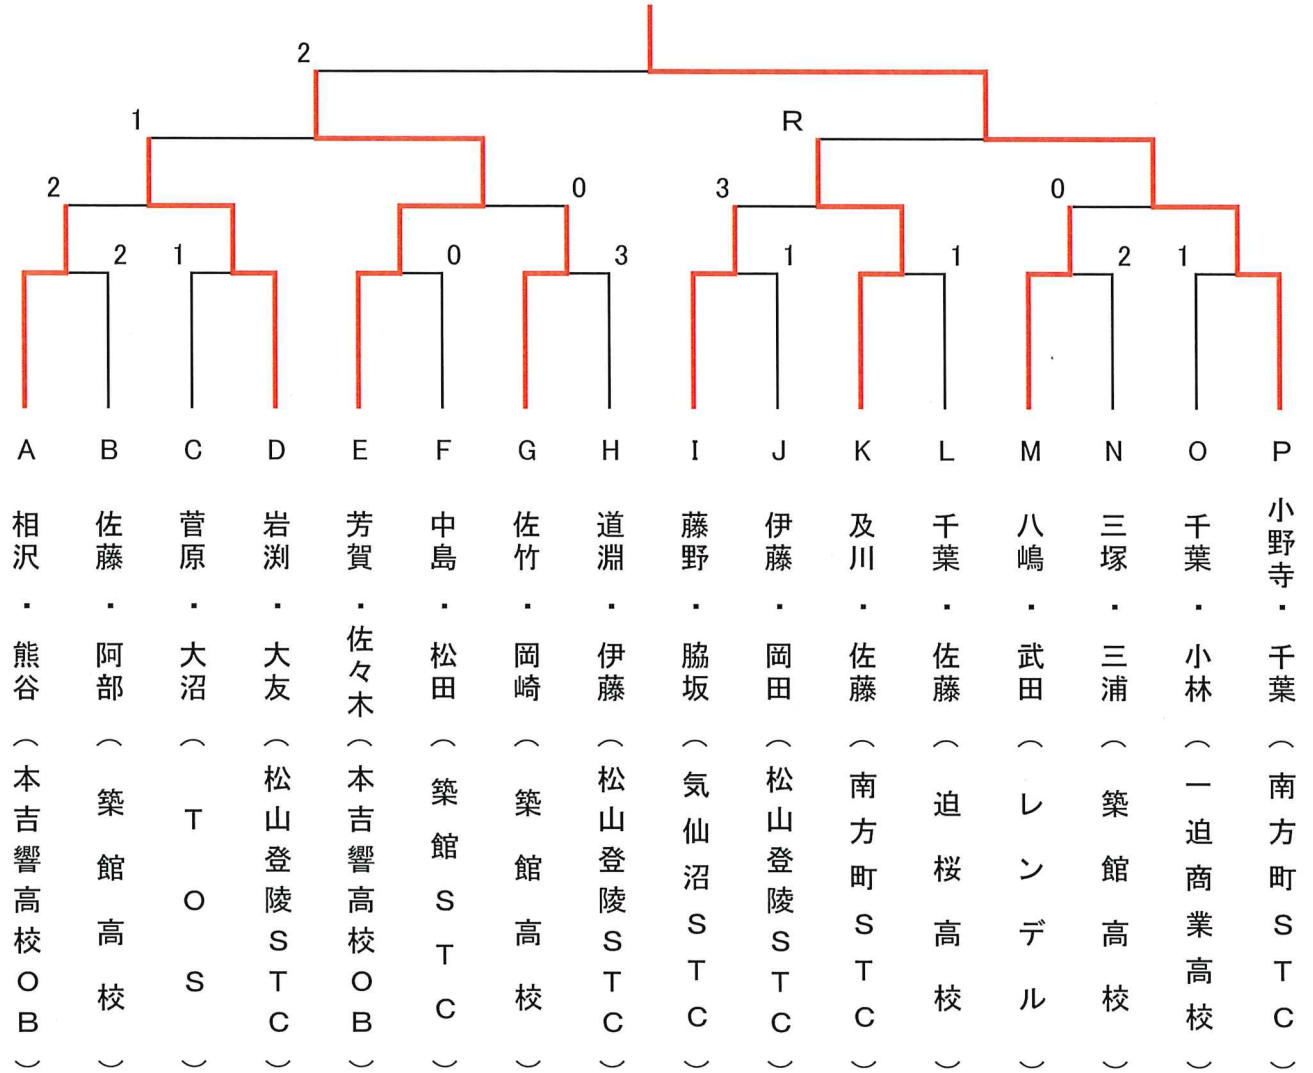 2
1
R
2
0
3
0
2
1
0
3
1
1
2
1
A
B
C
D
E
F
G
H
I
J
K
L
M
N
O
P
相沢・熊谷（本吉響高校OB）
佐藤・阿部（築館高校）
菅原・大沼（TOS）
岩渕・大友（松山登陵STC）
芳賀・佐々木（本吉響高校OB）
中島・松田（築館STC）
佐竹・岡崎（築館高校）
道淵・伊藤（松山登陵STC）
藤野・脇坂（気仙沼STC）
伊藤・岡田（松山登陵STC）
及川・佐藤（南方町STC）
千葉・佐藤（迫桜高校）
八嶋・武田（レンデル）
三塚・三浦（築館高校）
千葉・小林（一迫商業高校）
小野寺・千葉（南方町STC）